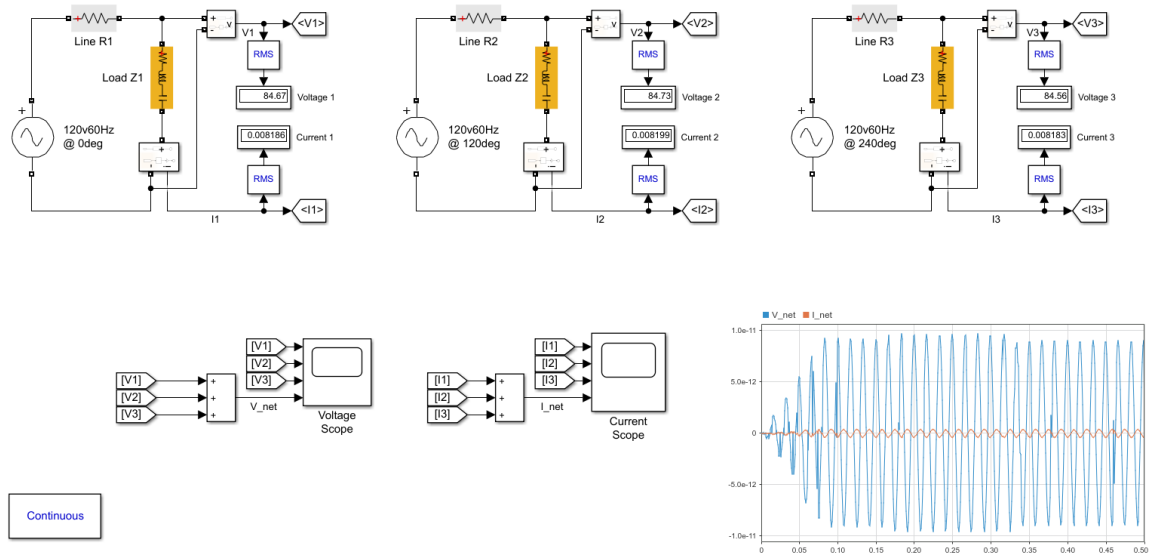 Line R1
+
V1
<V1>
RMS
84.67
Voltage 1
Load Z1
120v60Hz
@ 0deg
0.008186
Current 1
RMS
I1
<I1>
Line R2
V2
<V2>
RMS
84.73
Voltage 2
Load Z2
120v60Hz
@ 120deg
0.008199
Current 2
RMS
I2
<I2>
Line R3
V3
<V3>
RMS
84.56
Voltage 3
Load Z3
120v60Hz
@ 240deg
0.008183
Current 3
RMS
I3
<I3>
[V1]
[V2]
[V3]
[V1]
[V2]
[V3]
V_net
Voltage
Scope
[I1]
[I2]
[I3]
[I1]
[I2]
[I3]
I_net
Current
Scope
V_net I_net
1.0e-11
5.0e-12
0
-5.0e-12
-1.0e-11
0 0.05 0.10 0.15 0.20 0.25 0.30 0.35 0.40 0.45 0.50
Continuous